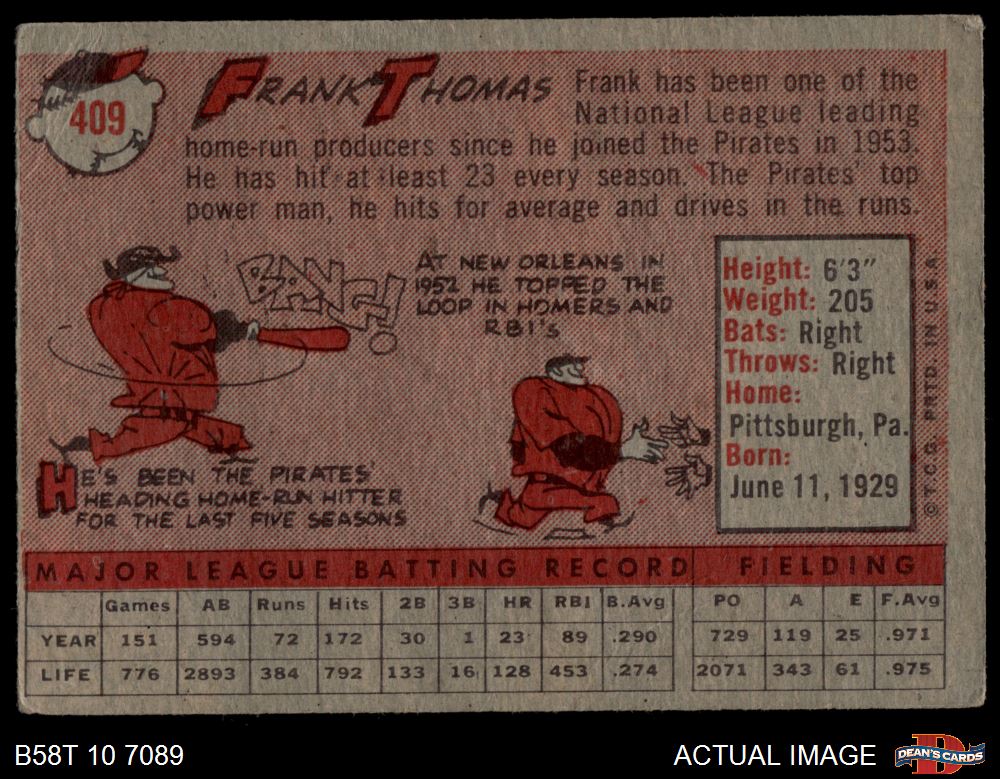 409
FRANK THOMAS
Frank has been one of the
National League leading
home-run producers since he joined the Pirates in 1953.
He has hit at least 23 every season. The Pirates' top
power man, he hits for average and drives in the runs.
BANG!
AT NEW ORLEANS IN
1952 HE TOPPED THE
LOOP IN HOMERS AND
RBI'S
HE'S BEEN THE PIRATES'
HEADING HOME-RUN HITTER
FOR THE LAST FIVE SEASONS
Height: 6'3"
Weight: 205
Bats: Right
Throws: Right
Home:
Pittsburgh, Pa.
Born:
June 11, 1929
© T.C.G. PRTD. IN U.S.A.
MAJOR LEAGUE BATTING RECORD FIELDING
Games AB Runs Hits 2B 3B HR RBI B.Avg PO A E F.Avg
YEAR 151 594 72 172 30 1 23 89 .290 729 119 25 .971
LIFE 776 2893 384 792 133 16 128 453 .274 2071 343 61 .975
B58T 10 7089
ACTUAL IMAGE
DEAN'S CARDS